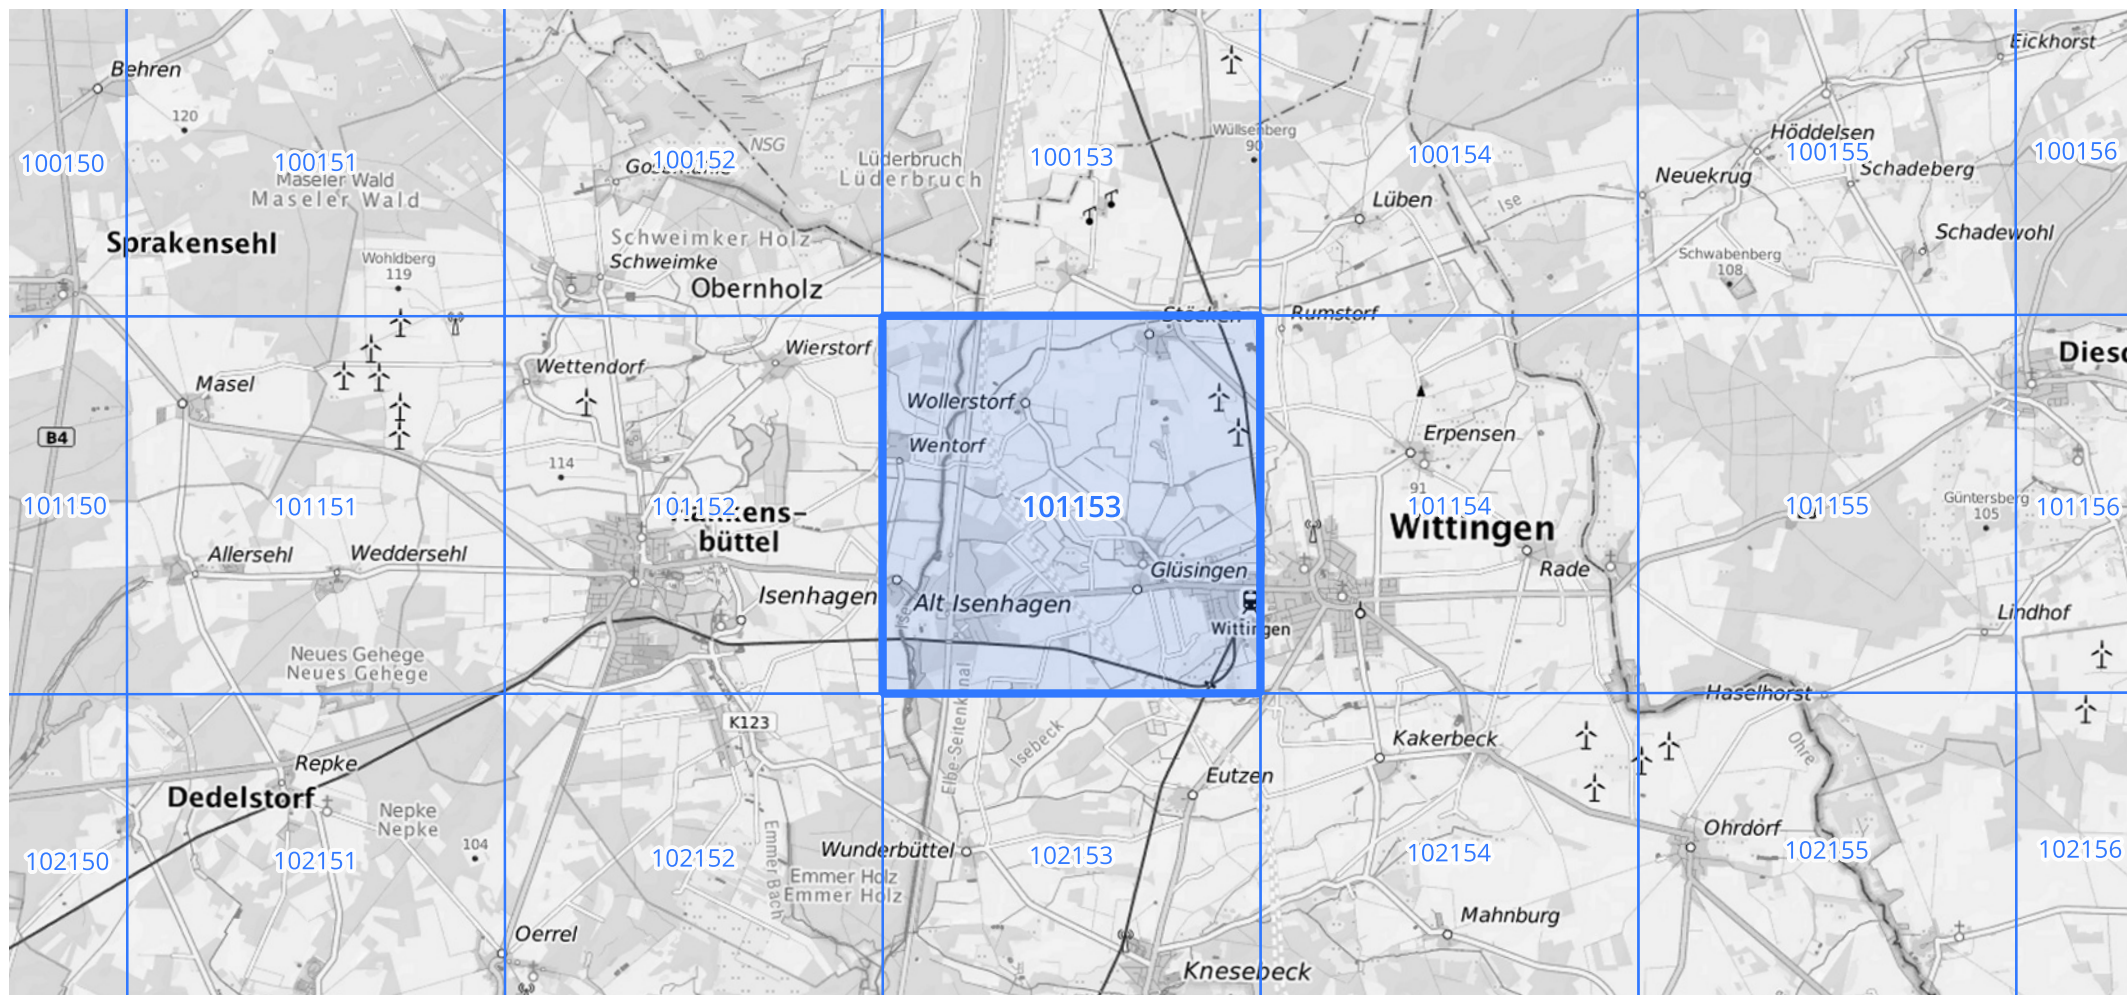 Behren
Eickhorst
120
NSG
Wüllsenberg
90
Höddelsen
100150
100151
100152
100153
100154
100155
100156
Maseler Wald
Maseler Wald
Lüderbruch
Lüderbruch
Neuekrug
Schadeberg
Lüben
Ise
Sprakensehl
Schweimker Holz
Schadewohl
Wohldberg
119
Schweimke
Schwabenberg
108
Obernholz
Stöcken
Rumstorf
Wierstorf
Wettendorf
Masel
Wollerstorf
B4
Wentorf
Erpensen
114
91
101150
101151
101152
101153
101154
101155
101156
büttel
Wittingen
Güntersberg
105
Allersehl
Weddersehl
Glüsingen
Rade
Isenhagen
Alt Isenhagen
Ise
Wittingen
Lindhof
Neues Gehege
Neues Gehege
Haselhorst
K123
Elbe-Seitenkanal
Isebeck
Kakerbeck
Ohre
Repke
Eutzen
Dedelstorf
Nepke
Nepke
104
Emmer Bach
Wunderbüttel
Ohrdorf
102150
102151
102152
102153
102154
102155
102156
Emmer Holz
Emmer Holz
Mahnburg
Oerrel
Knesebeck